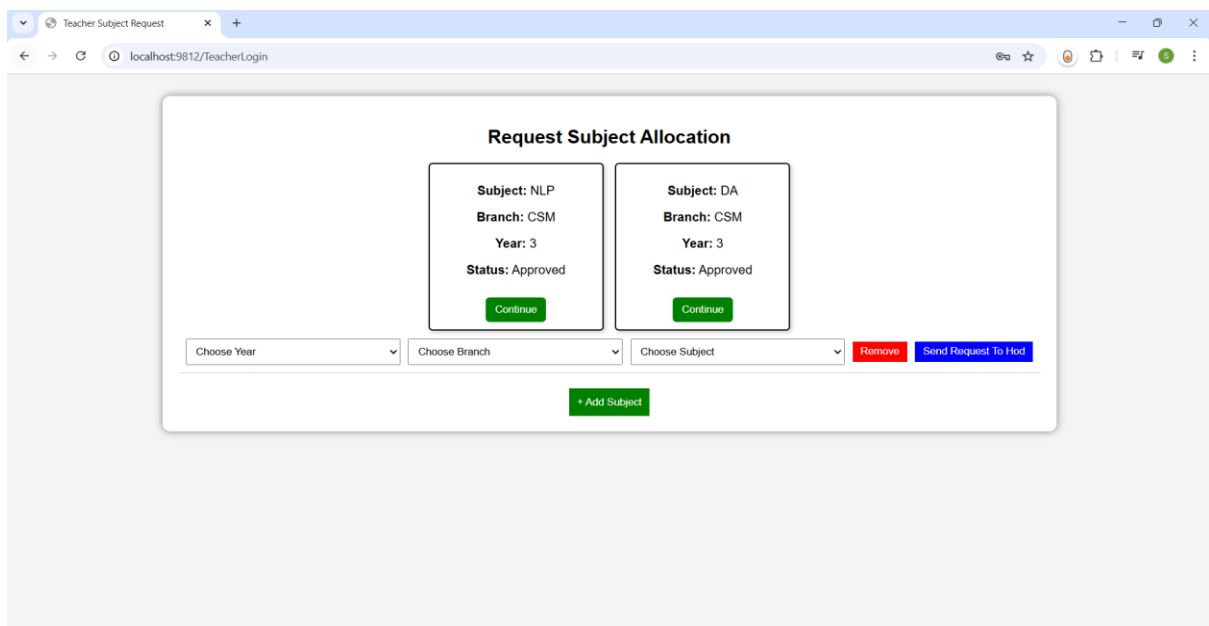 Teacher Subject Request
localhost:9812/TeacherLogin
S
Request Subject Allocation
Subject: NLP
Branch: CSM
Year: 3
Status: Approved
Continue
Subject: DA
Branch: CSM
Year: 3
Status: Approved
Continue
Choose Year Choose Branch Choose Subject Remove Send Request To Hod
+ Add Subject